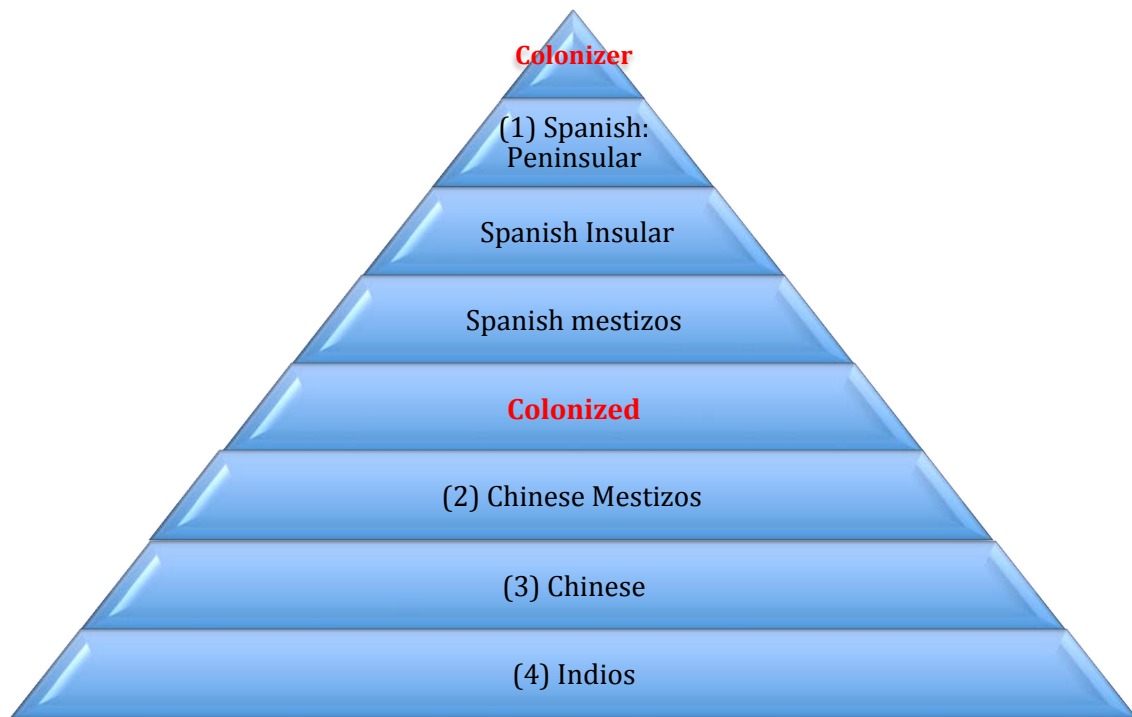 Colonizer
(1) Spanish:
Peninsular
Spanish Insular
Spanish mestizos
Colonized
(2) Chinese Mestizos
(3) Chinese
(4) Indios